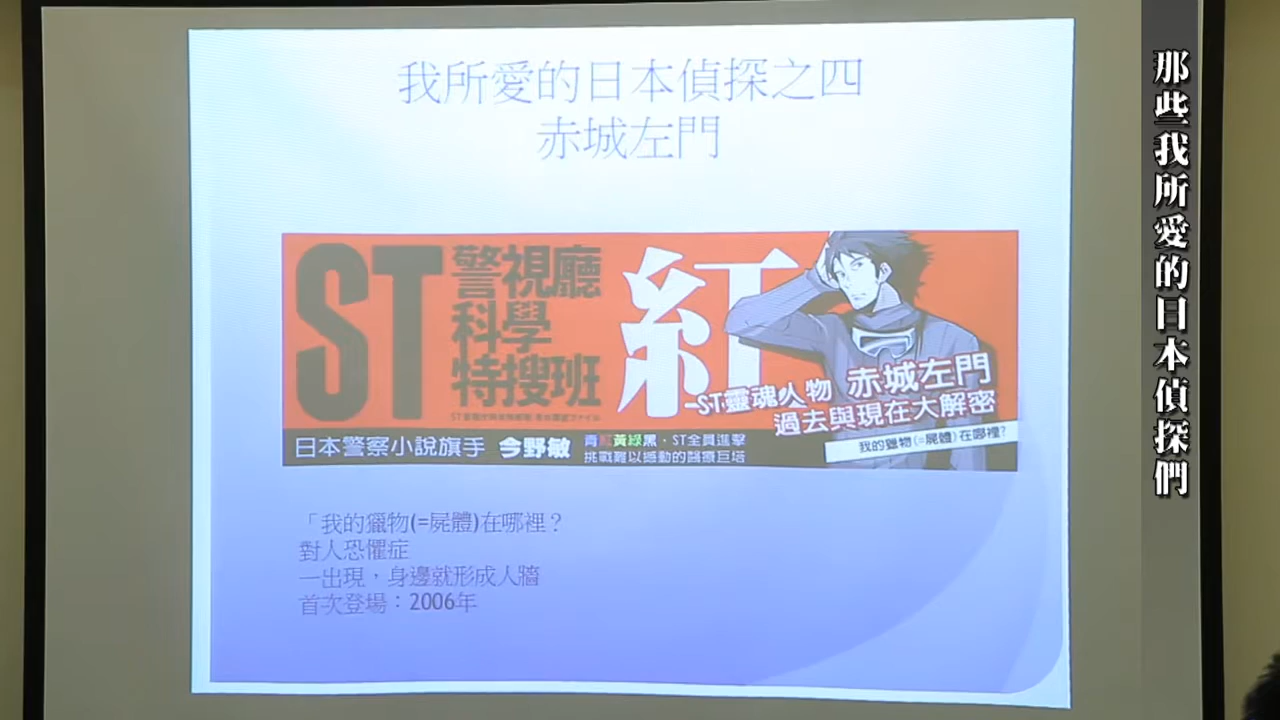 我所愛的日本偵探之四
赤城左門
ST
警視廳
科學
特搜班
紅
-ST靈魂人物 赤城左門
過去與現在大解密
我的獵物(=屍體)在哪裡?
日本警察小說旗手 今野敏
青紅黃綠黑・ST全員進擊
挑戰難以撼動的醫療巨塔
「我的獵物(=屍體)在哪裡？
對人恐懼症
一出現，身邊就形成人牆
首次登場：2006年
那些我所愛的日本偵探們